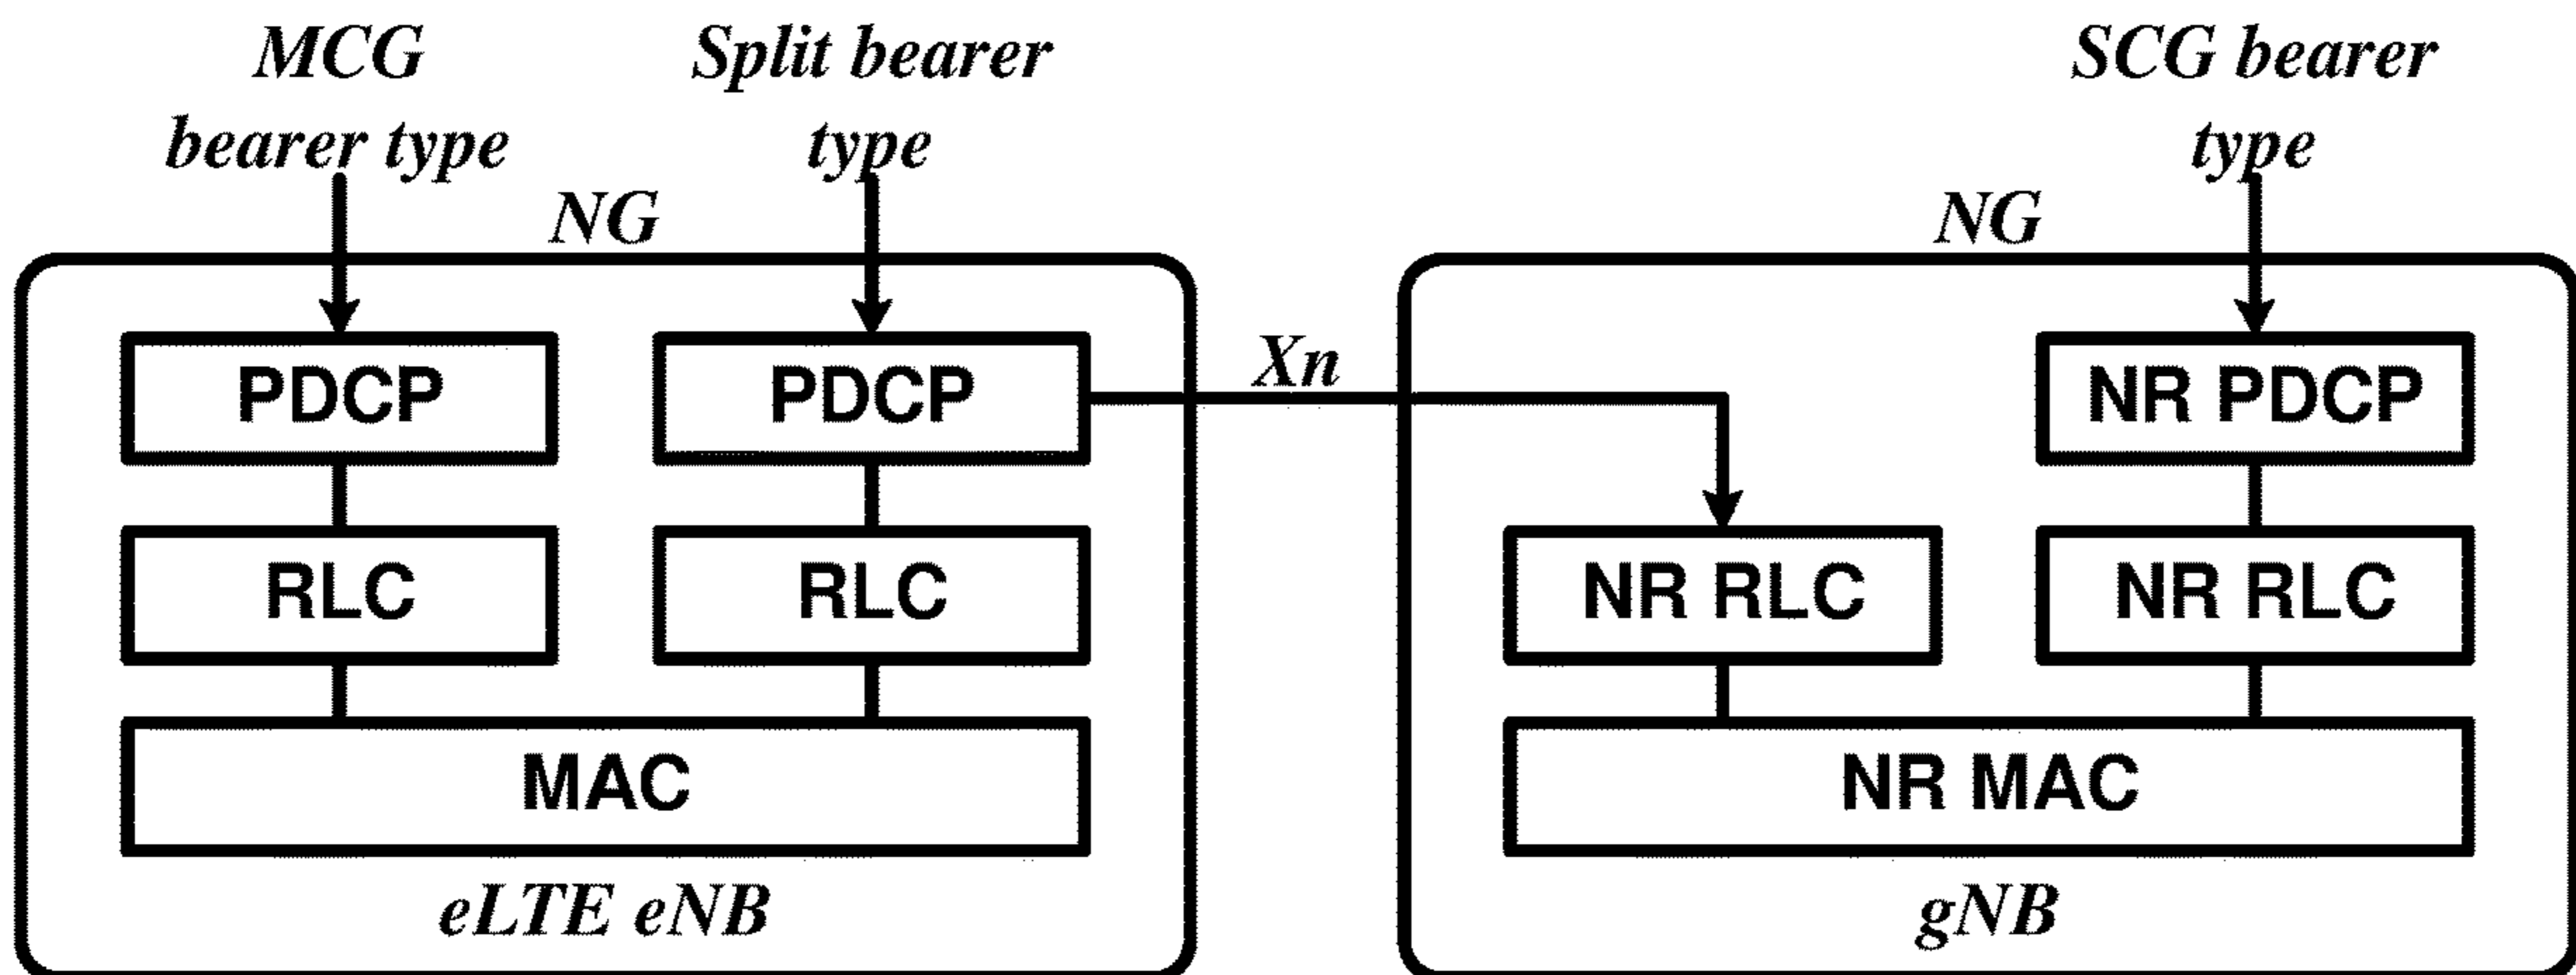 MCG
bearer type
Split bearer
type
SCG bearer
type
NG
NG
Xn
PDCP
PDCP
NR PDCP
RLC
RLC
NR RLC
NR RLC
MAC
NR MAC
eLTE eNB
gNB